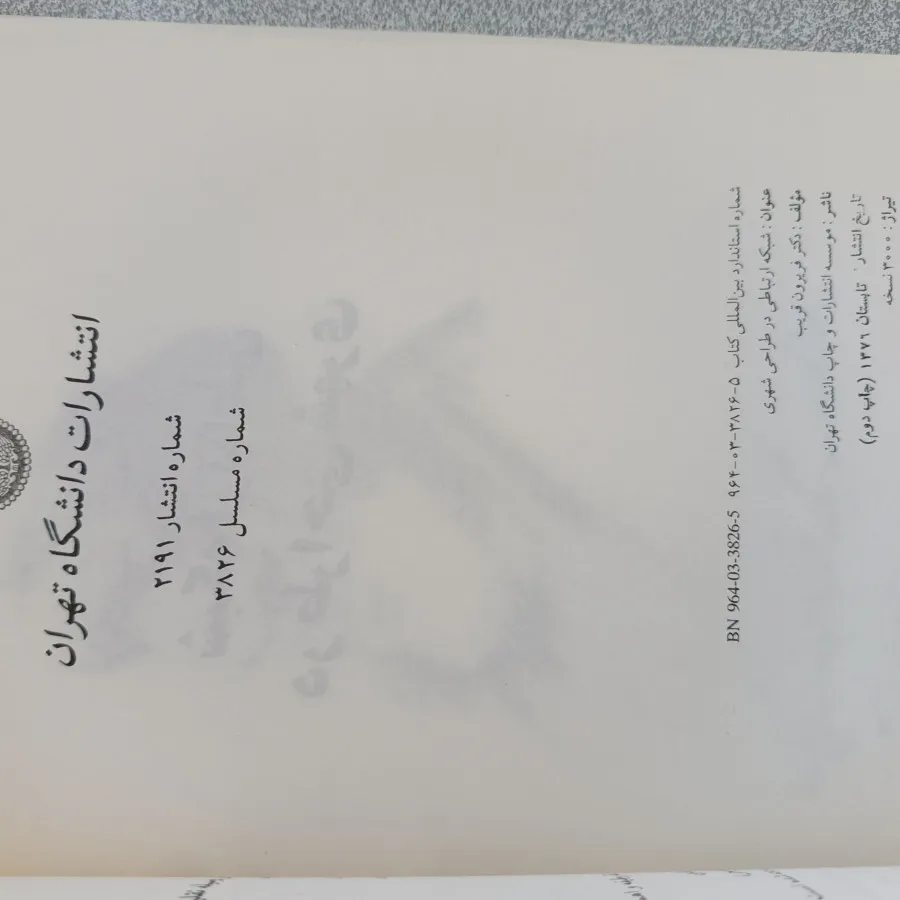 انتشارات دانشگاه تهران
شماره انتشار ۲۱۹۱
شماره مسلسل ۳۸۲۶
شماره استاندارد بین‌المللی کتاب ۵-۳۸۲۶-۰۳-۹۶۴ BN 964-03-3826-5
عنوان : شبکه ارتباطی در طراحی شهری
مؤلف : دکتر فریرون قریب
ناشر : موسسه انتشارات و چاپ دانشگاه تهران
تاریخ انتشار : تابستان ۱۳۷۶ (چاپ دوم)
تیراژ : ۳۰۰۰ نسخه